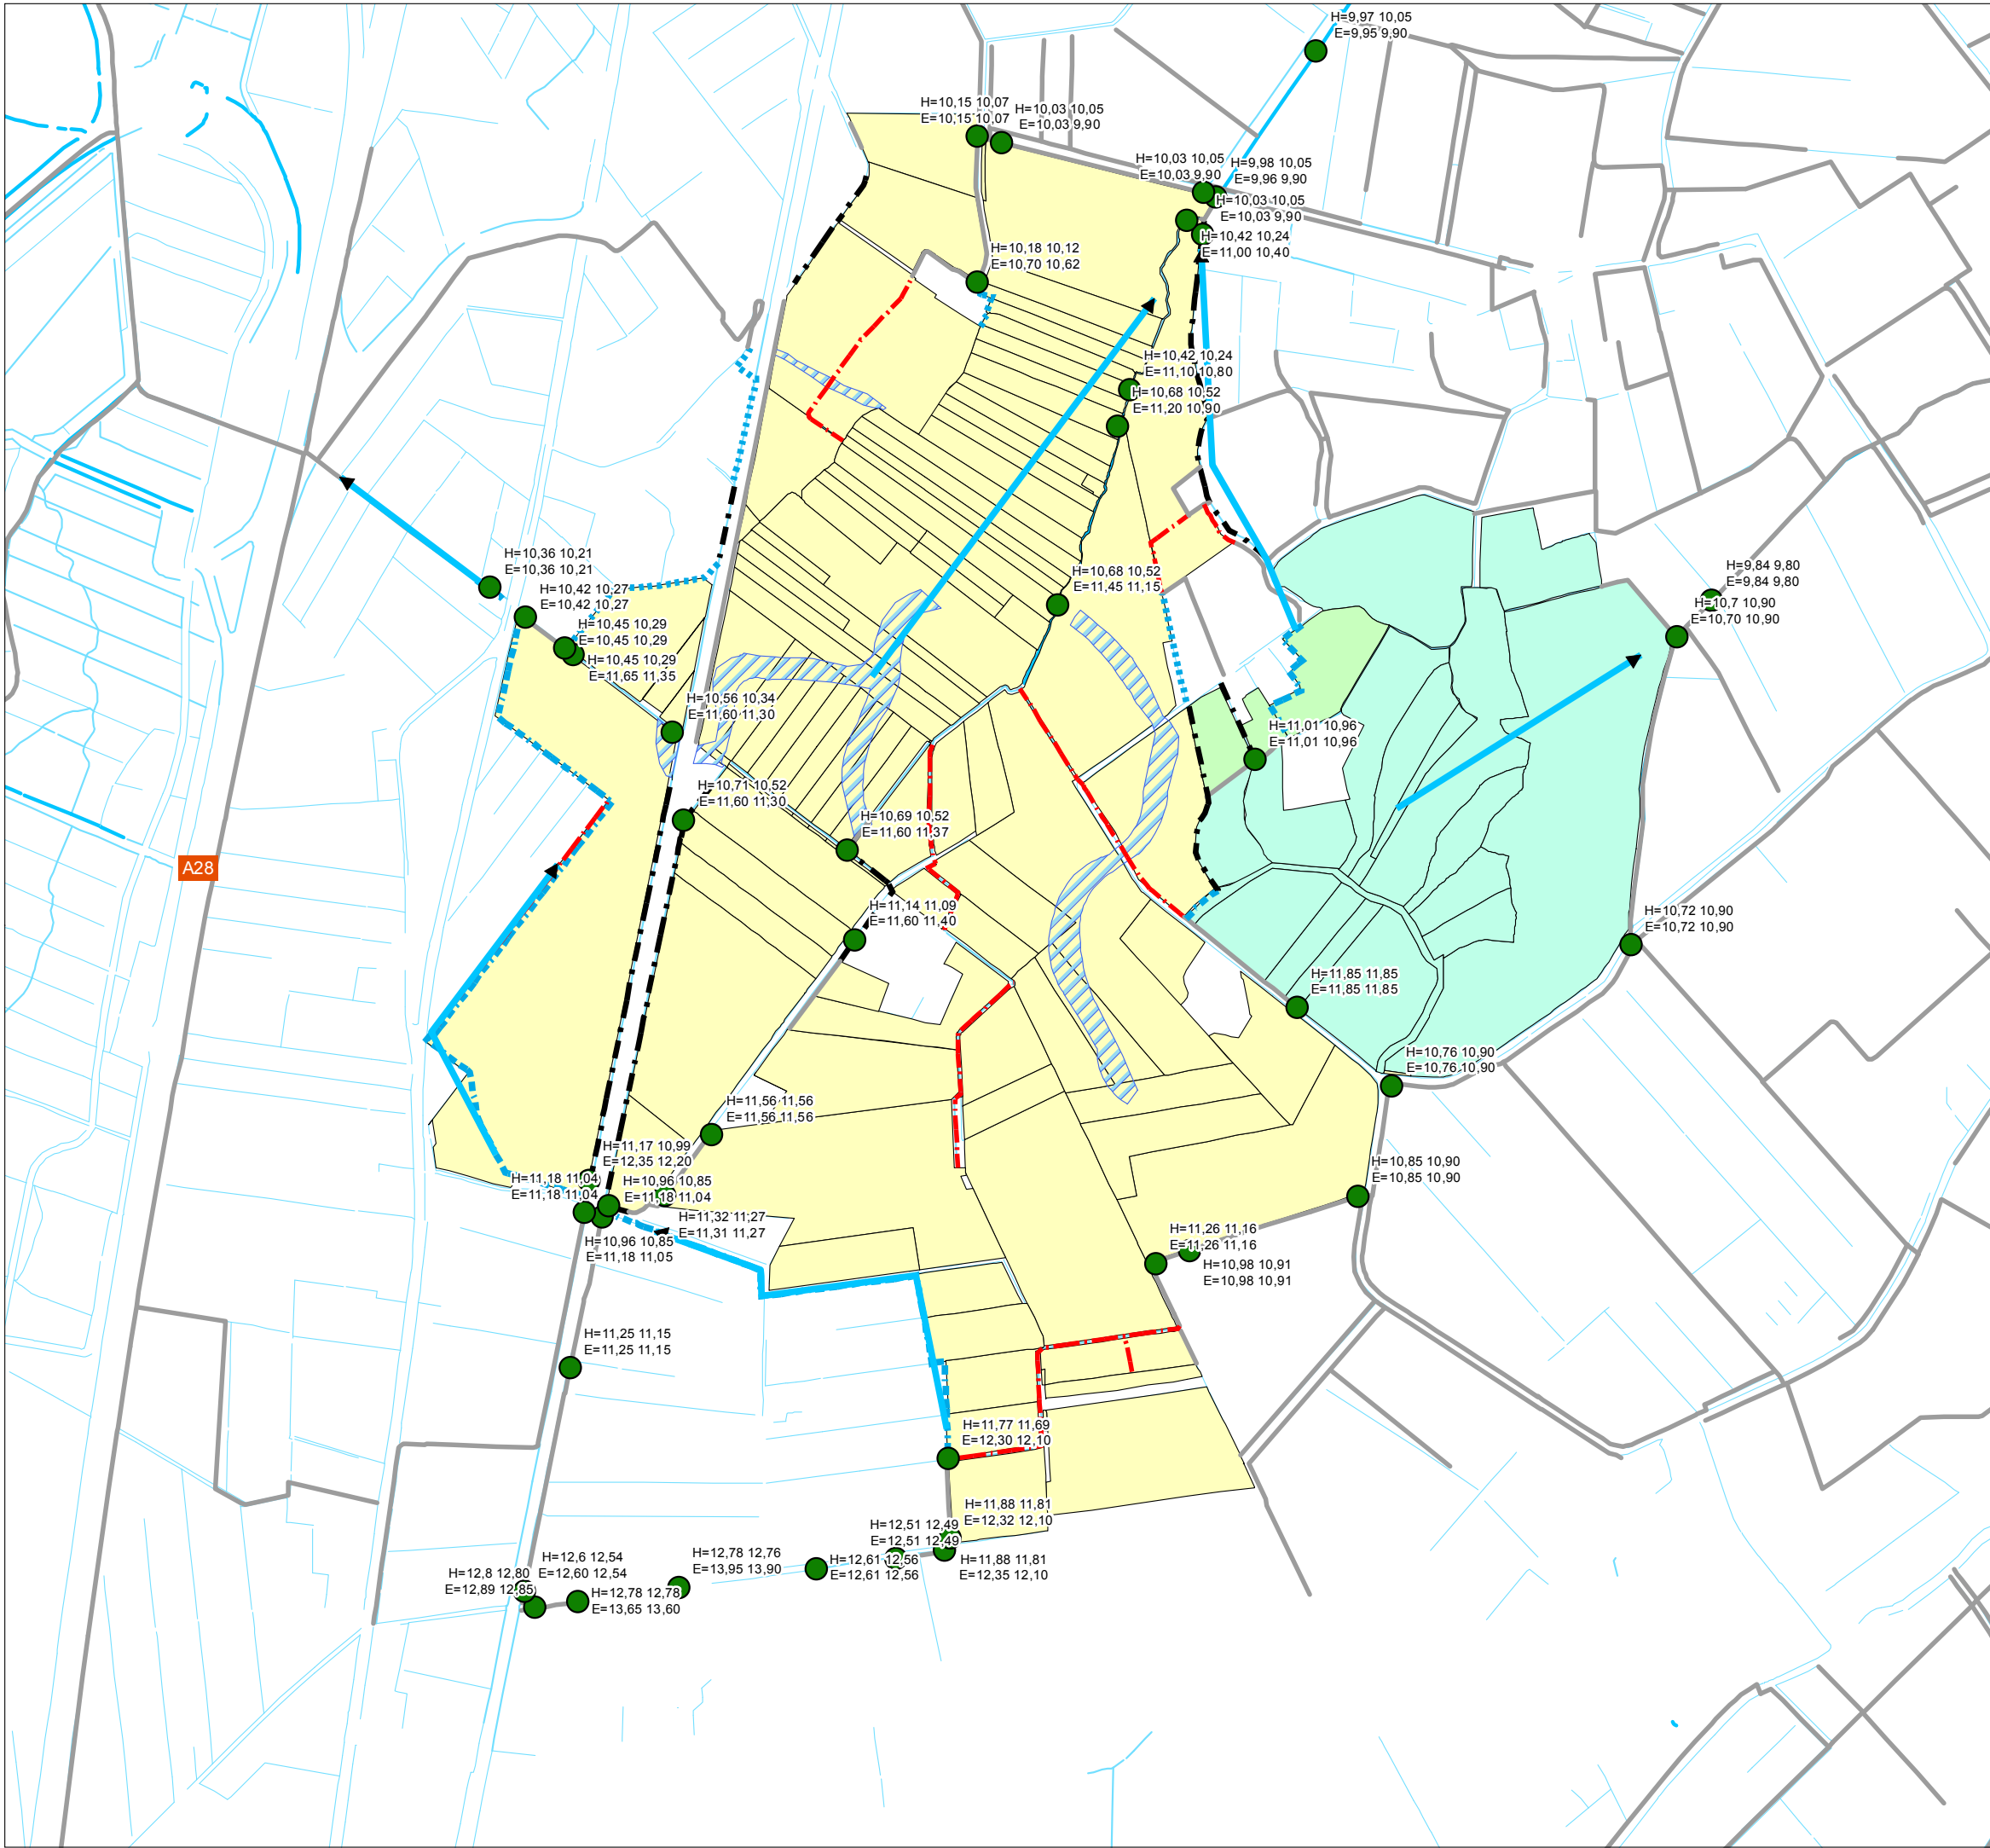 H=9,97 10,05
E=9,95 9,90
H=10,15 10,07
E=10,15 10,07
H=10,03 10,05
E=10,03 9,90
H=10,03 10,05
E=10,03 9,90
H=9,98 10,05
E=9,96 9,90
H=10,03 10,05
E=10,03 9,90
H=10,42 10,24
E=11,00 10,40
H=10,18 10,12
E=10,70 10,62
H=10,42 10,24
E=11,10 10,80
H=10,68 10,52
E=11,20 10,90
H=10,36 10,21
E=10,36 10,21
H=10,42 10,27
E=10,42 10,27
H=10,45 10,29
E=10,45 10,29
H=10,45 10,29
E=11,65 11,35
H=10,68 10,52
E=11,45 11,15
H=9,84 9,80
E=9,84 9,80
H=10,7 10,90
E=10,70 10,90
H=10,56 10,34
E=11,60 11,30
H=11,01 10,96
E=11,01 10,96
H=10,71 10,52
E=11,60 11,30
H=10,69 10,52
E=11,60 11,37
A28
H=11,14 11,09
E=11,60 11,40
H=10,72 10,90
E=10,72 10,90
H=11,85 11,85
E=11,85 11,85
H=10,76 10,90
E=10,76 10,90
H=11,56 11,56
E=11,56 11,56
H=11,17 10,99
E=12,35 12,20
H=11,18 11,04
E=11,18 11,04
H=10,96 10,85
E=11,18 11,04
H=10,85 10,90
E=10,85 10,90
H=11,32 11,27
E=11,31 11,27
H=10,96 10,85
E=11,18 11,05
H=11,26 11,16
E=11,26 11,16
H=10,98 10,91
E=10,98 10,91
H=11,25 11,15
E=11,25 11,15
H=11,77 11,69
E=12,30 12,10
H=11,88 11,81
E=12,32 12,10
H=12,51 12,49
E=12,51 12,49
H=11,88 11,81
E=12,35 12,10
H=12,61 12,56
E=12,61 12,56
H=12,78 12,76
E=13,95 13,90
H=12,6 12,54
E=12,60 12,54
H=12,8 12,80
E=12,89 12,85
H=12,78 12,78
E=13,65 13,60